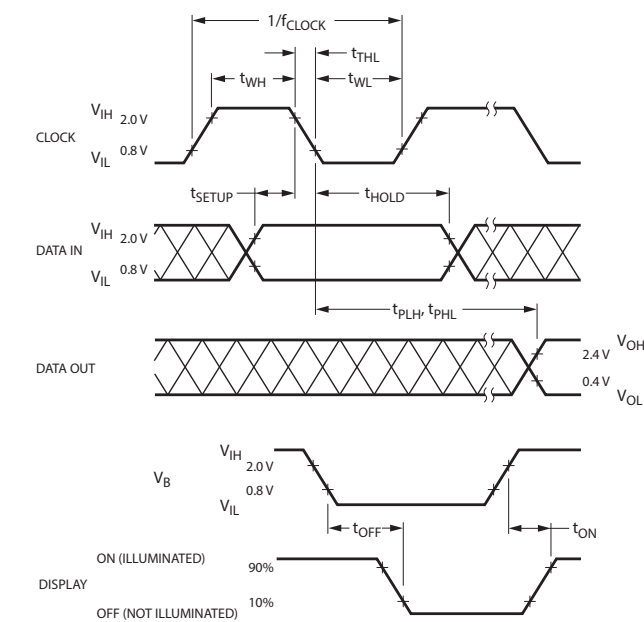 1/fCLOCK
tTHL
tWH
tWL
VIH 2.0 V
CLOCK
VIL 0.8 V
tSETUP
tHOLD
VIH 2.0 V
DATA IN
VIL 0.8 V
tPLH, tPHL
VOH
2.4 V
DATA OUT
0.4 V
VOL
VIH
2.0 V
VB
0.8 V
VIL
tOFF
tON
ON (ILLUMINATED)
90%
DISPLAY
10%
OFF (NOT ILLUMINATED)